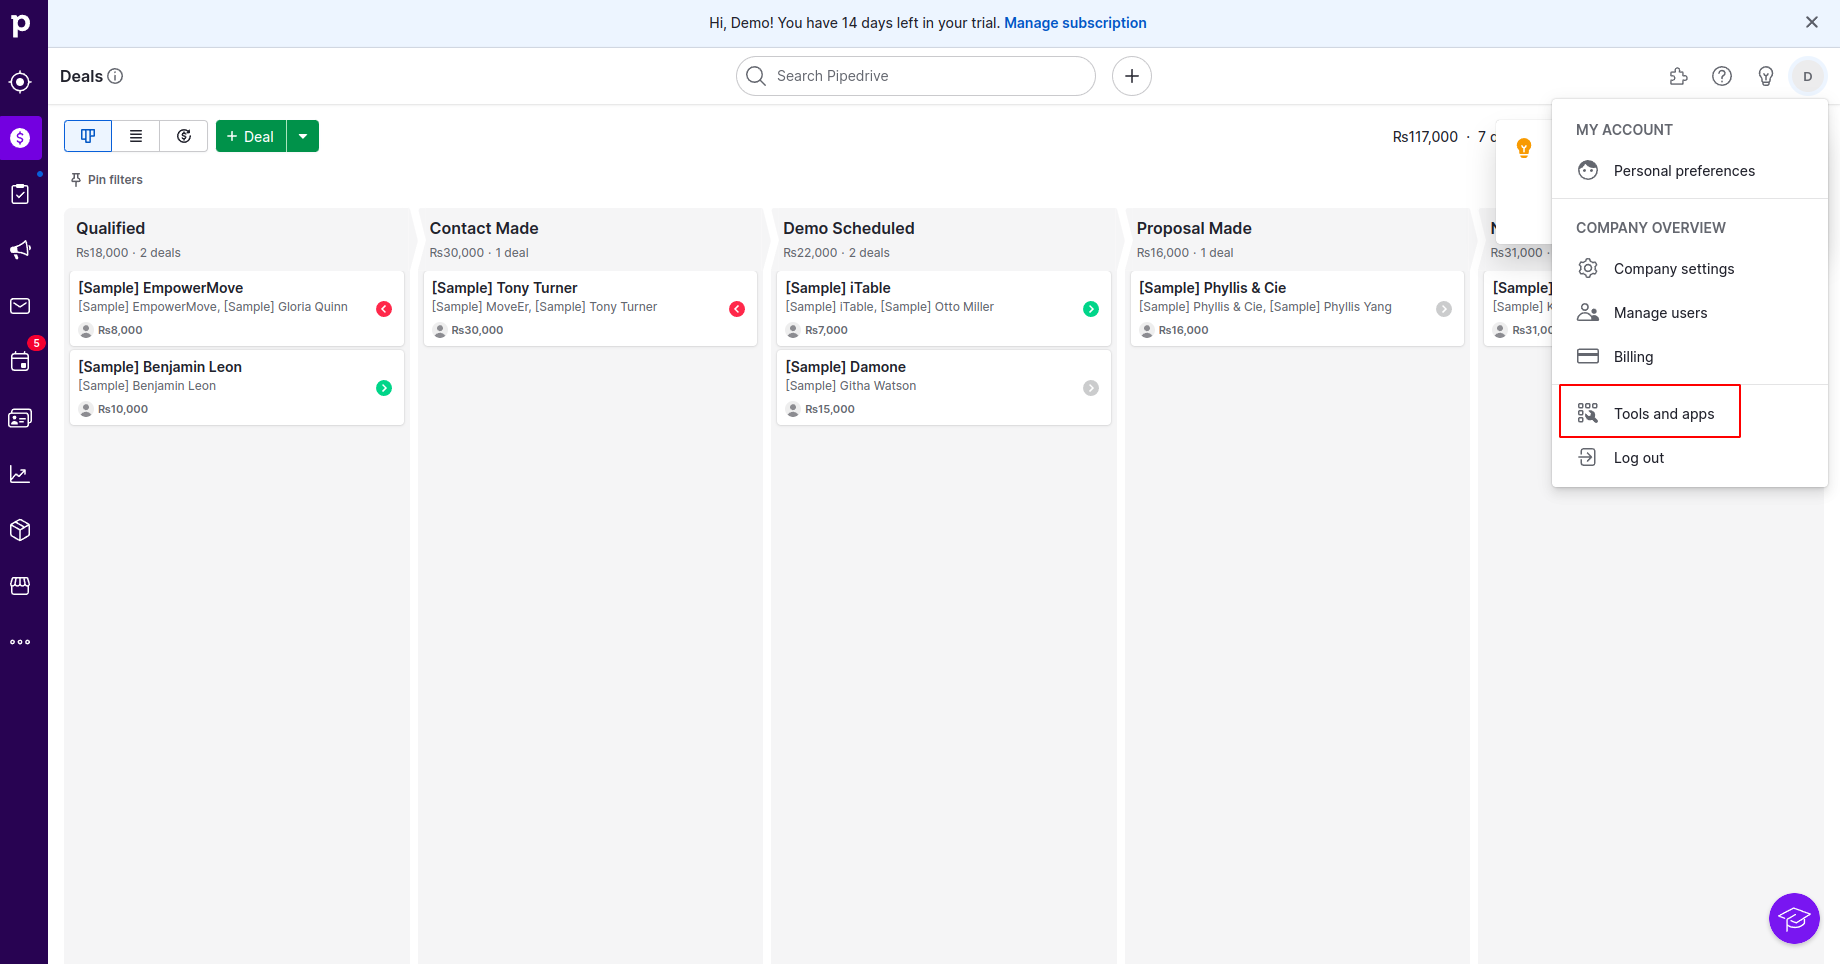 Hi, Demo! You have 14 days left in your trial. Manage subscription
Deals
Search Pipedrive
D
+ Deal
Rs117,000 · 7
Pin filters
Qualified
Rs18,000 · 2 deals
[Sample] EmpowerMove
[Sample] EmpowerMove, [Sample] Gloria Quinn
Rs8,000
[Sample] Benjamin Leon
[Sample] Benjamin Leon
Rs10,000
Contact Made
Rs30,000 · 1 deal
[Sample] Tony Turner
[Sample] MoveEr, [Sample] Tony Turner
Rs30,000
Demo Scheduled
Rs22,000 · 2 deals
[Sample] iTable
[Sample] iTable, [Sample] Otto Miller
Rs7,000
[Sample] Damone
[Sample] Githa Watson
Rs15,000
Proposal Made
Rs16,000 · 1 deal
[Sample] Phyllis & Cie
[Sample] Phyllis & Cie, [Sample] Phyllis Yang
Rs16,000
Rs31,000 ·
[Sample]
[Sample]
MY ACCOUNT
Personal preferences
COMPANY OVERVIEW
Company settings
Manage users
Billing
Tools and apps
Log out
5